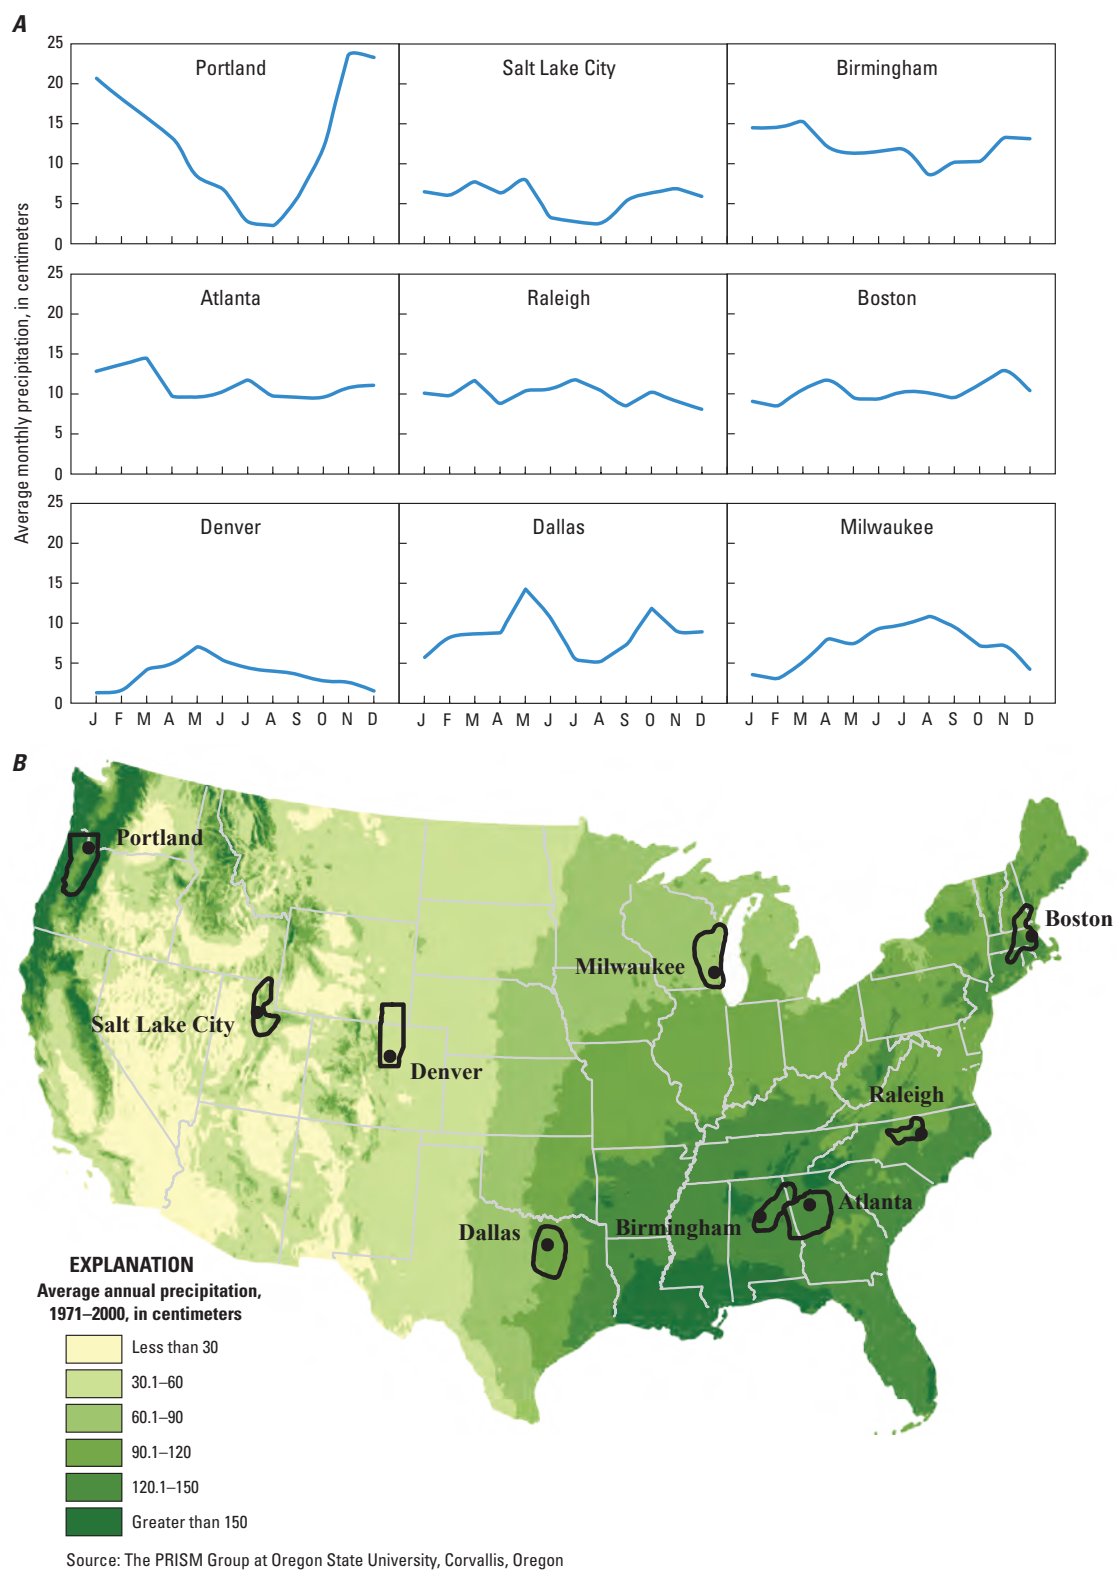 A
Average monthly precipitation, in centimeters
25
20
15
10
5
0
Portland
Salt Lake City
Birmingham
25
20
15
10
5
0
Atlanta
Raleigh
Boston
25
20
15
10
5
0
Denver
Dallas
Milwaukee
J F M A M J J A S O N D
J F M A M J J A S O N D
J F M A M J J A S O N D
B
Portland
Boston
Milwaukee
Salt Lake City
Denver
Raleigh
Atlanta
Birmingham
Dallas
EXPLANATION
Average annual precipitation,
1971–2000, in centimeters
Less than 30
30.1–60
60.1–90
90.1–120
120.1–150
Greater than 150
Source: The PRISM Group at Oregon State University, Corvallis, Oregon